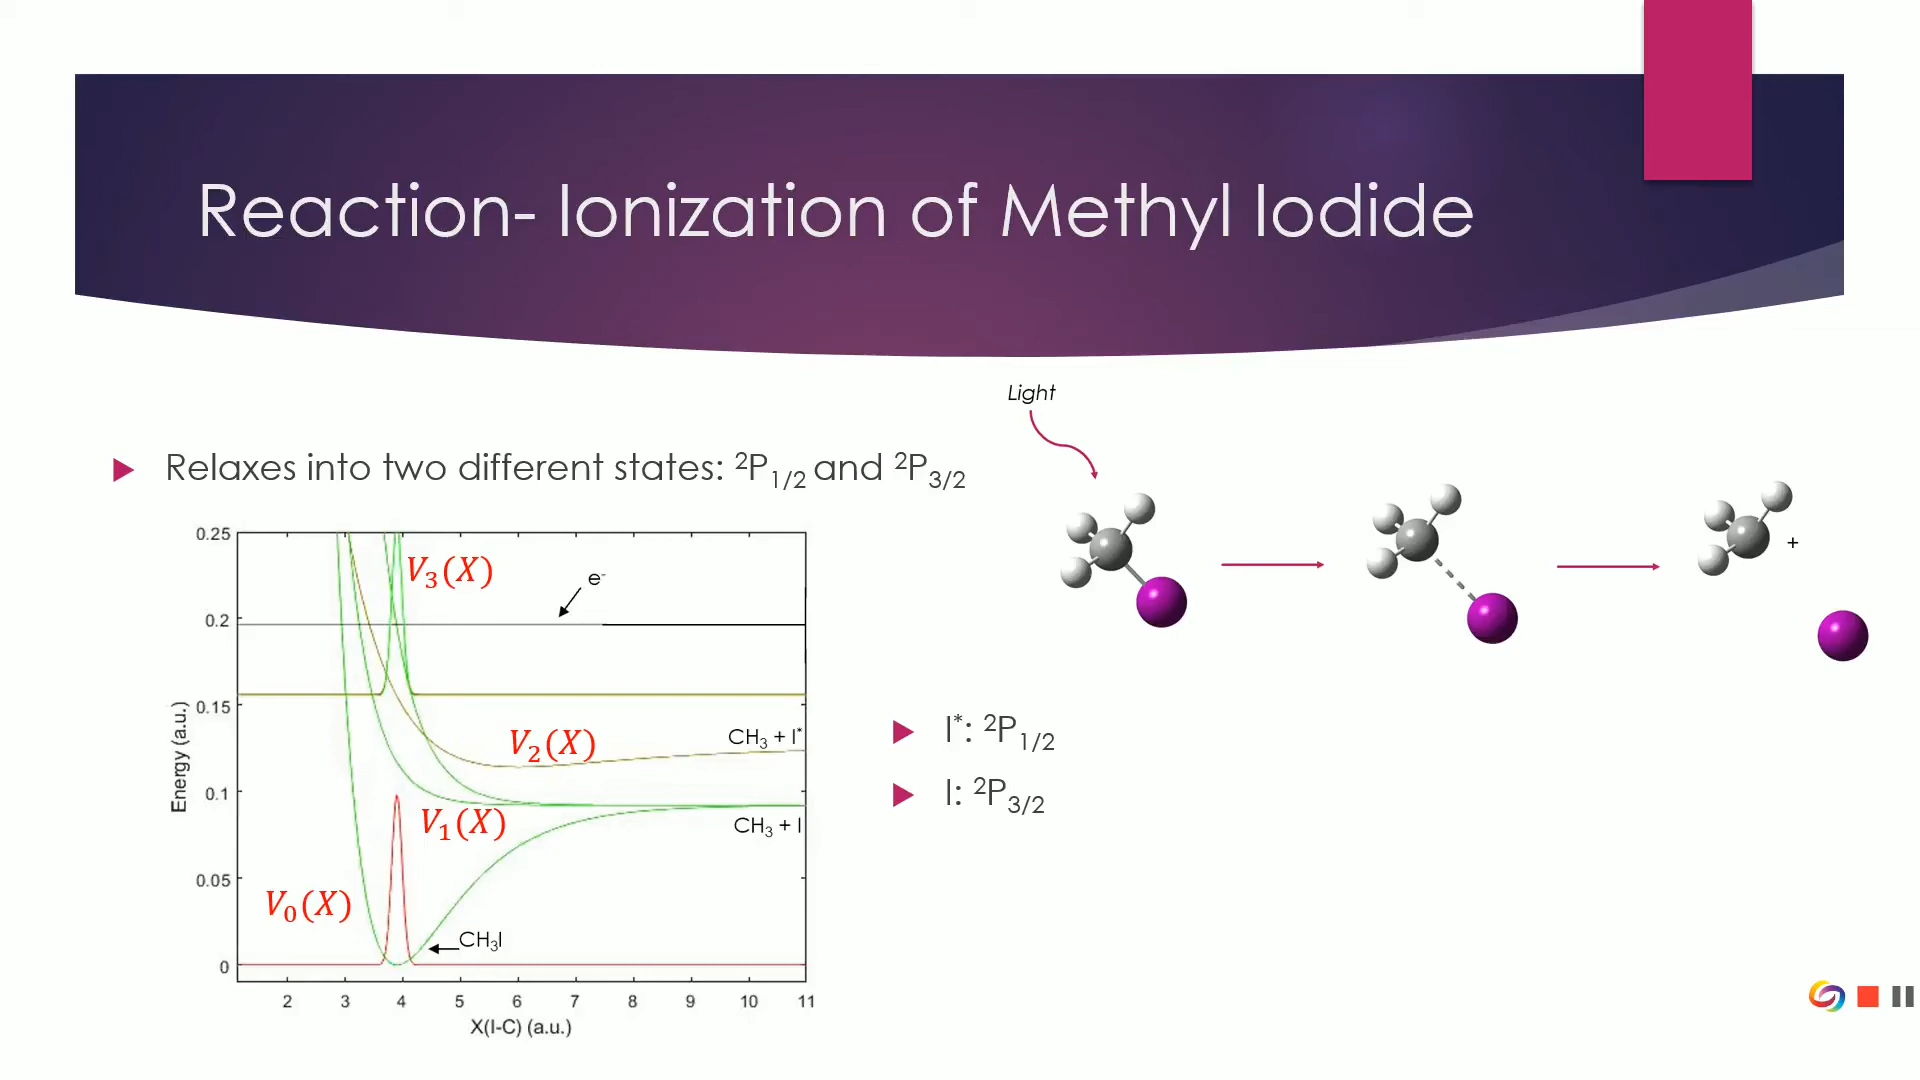 Reaction- Ionization of Methyl Iodide
Light
Relaxes into two different states: ²P₁/₂ and ²P₃/₂
+
0.25
0.2
0.15
0.1
0.05
0
Energy (a.u.)
V₃(X)
e⁻
V₂(X)
CH₃ + I*
V₁(X)
CH₃ + I
V₀(X)
CH₃I
2 3 4 5 6 7 8 9 10 11
X(I-C) (a.u.)
I*: ²P₁/₂
I: ²P₃/₂